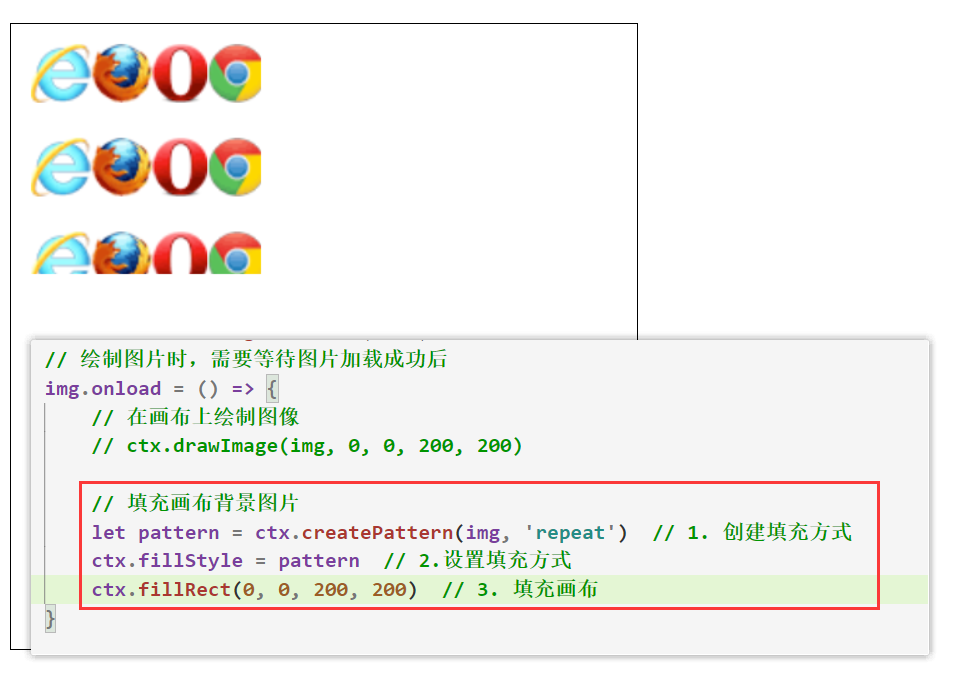 // 绘制图片时，需要等待图片加载成功后
img.onload = () => {
// 在画布上绘制图像
// ctx.drawImage(img, 0, 0, 200, 200)
// 填充画布背景图片
let pattern = ctx.createPattern(img, 'repeat')  // 1. 创建填充方式
ctx.fillStyle = pattern  // 2.设置填充方式
ctx.fillRect(0, 0, 200, 200)  // 3. 填充画布
}